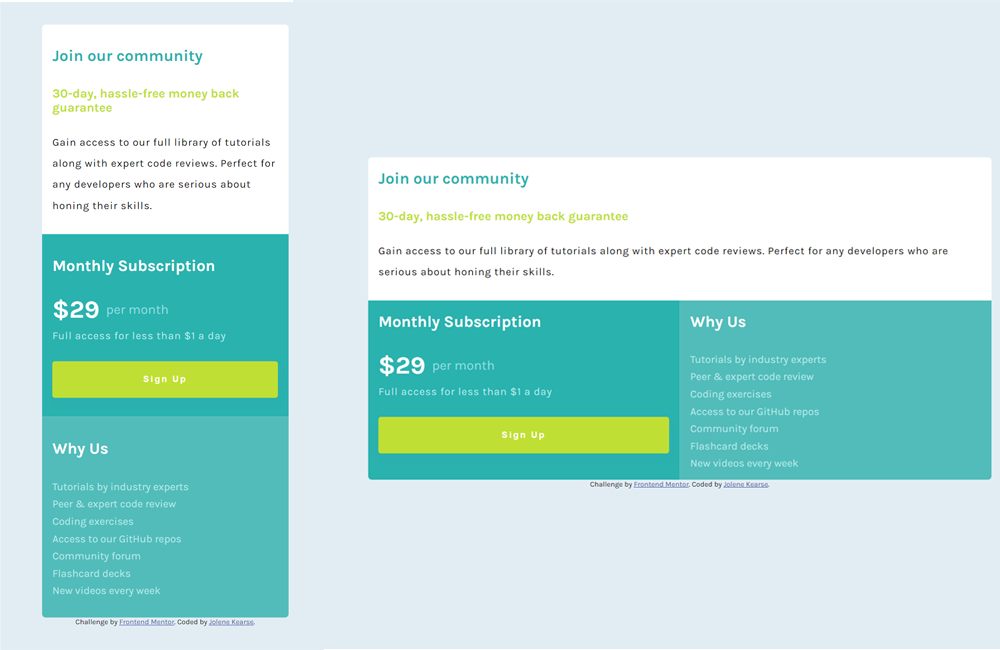 Join our community
30-day, hassle-free money back
guarantee
Gain access to our full library of tutorials
along with expert code reviews. Perfect for
any developers who are serious about
honing their skills.
Monthly Subscription
$29 per month
Full access for less than $1 a day
Sign Up
Why Us
Tutorials by industry experts
Peer & expert code review
Coding exercises
Access to our GitHub repos
Community forum
Flashcard decks
New videos every week
Challenge by Frontend Mentor. Coded by Jolene Kearse.
Join our community
30-day, hassle-free money back guarantee
Gain access to our full library of tutorials along with expert code reviews. Perfect for any developers who are
serious about honing their skills.
Monthly Subscription
$29 per month
Full access for less than $1 a day
Sign Up
Why Us
Tutorials by industry experts
Peer & expert code review
Coding exercises
Access to our GitHub repos
Community forum
Flashcard decks
New videos every week
Challenge by Frontend Mentor. Coded by Jolene Kearse.